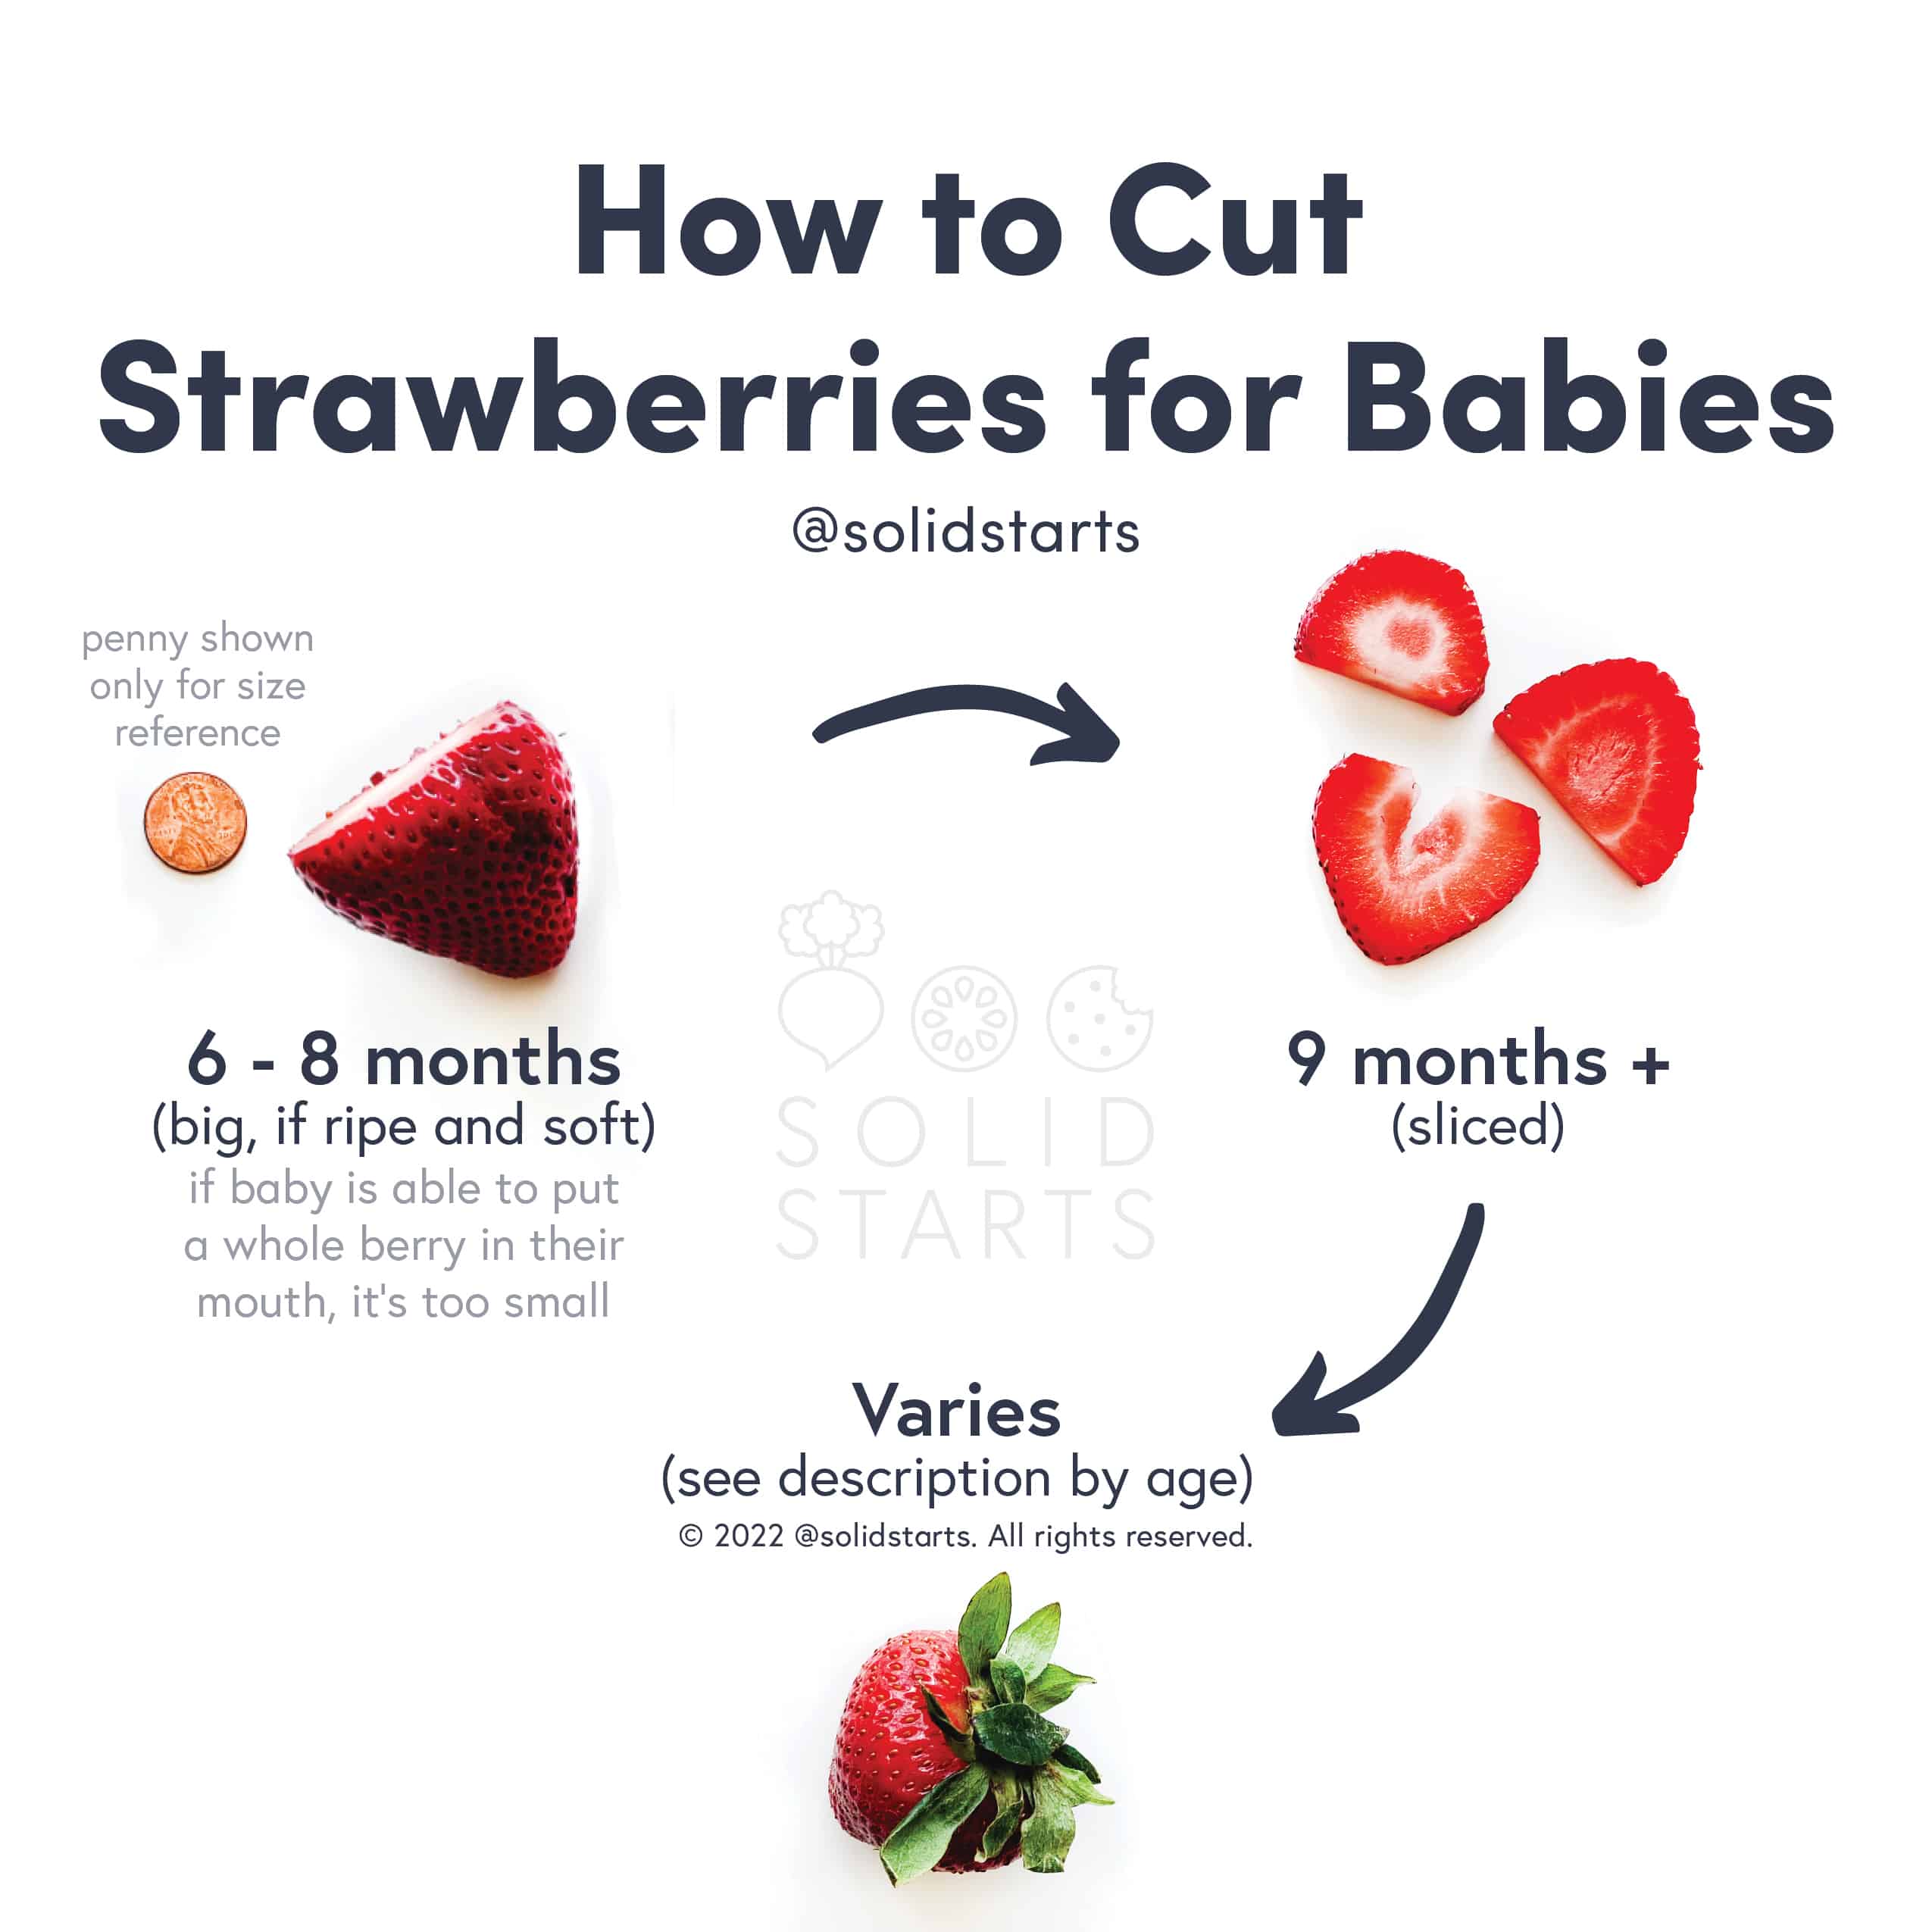 How to Cut
Strawberries for Babies
@solidstarts
penny shown
only for size
reference
6 - 8 months
(big, if ripe and soft)
if baby is able to put
a whole berry in their
mouth, it's too small
9 months +
(sliced)
SOLID
STARTS
Varies
(see description by age)
© 2022 @solidstarts. All rights reserved.